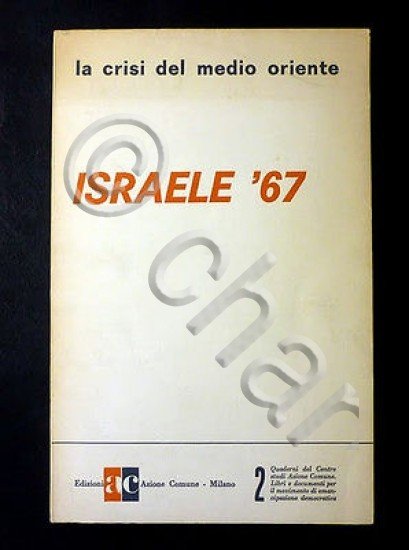 la crisi del medio oriente
ISRAELE '67
© char
Edizioni ac Azione Comune - Milano
2
Quaderni del Centro
studi Azione Comune.
Libri e documenti per
il movimento di eman-
cipazione democratica